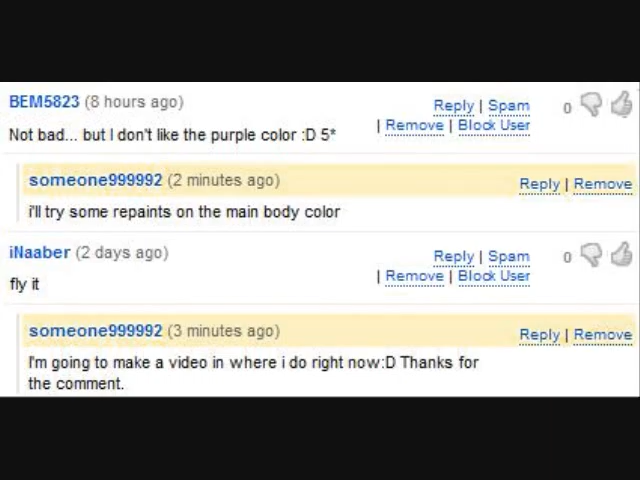 BEM5823 (8 hours ago) Reply | Spam 0
| Remove | Block User
Not bad... but I don't like the purple color :D 5*
someone999992 (2 minutes ago) Reply | Remove
i'll try some repaints on the main body color
iNaaber (2 days ago) Reply | Spam 0
| Remove | Block User
fly it
someone999992 (3 minutes ago) Reply | Remove
I'm going to make a video in where i do right now:D Thanks for
the comment.